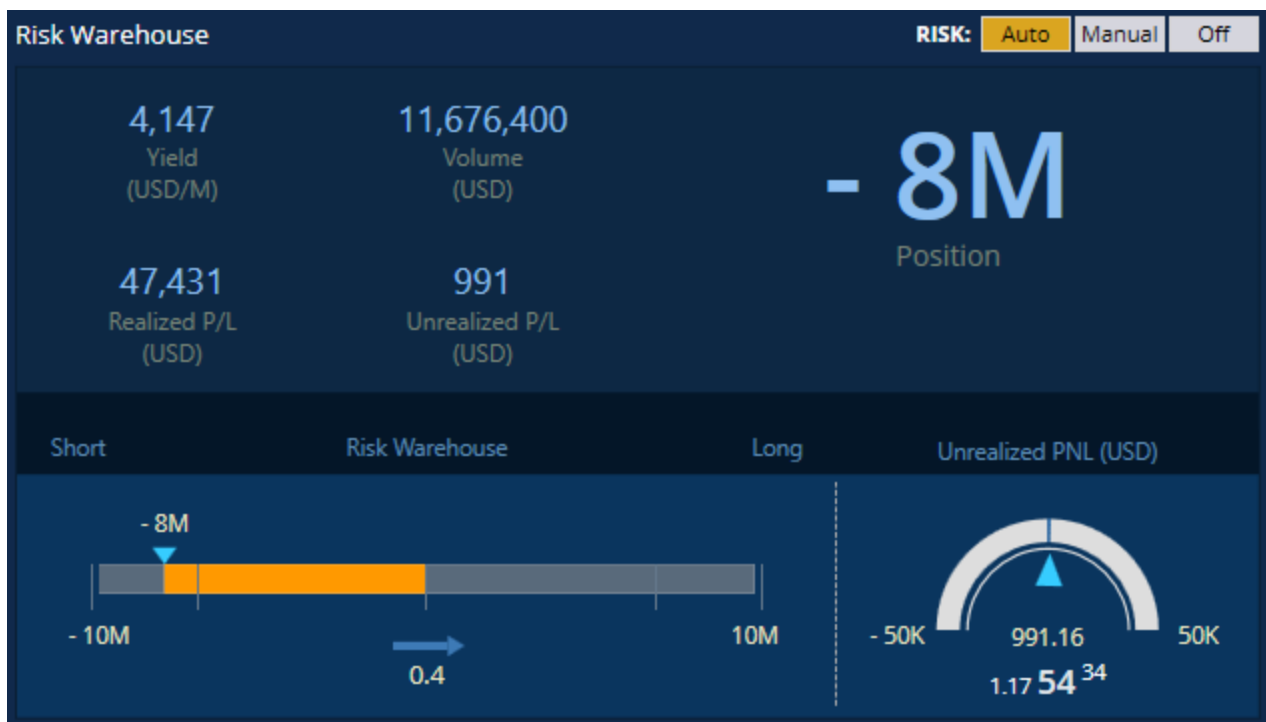 Risk Warehouse RISK: Auto Manual Off
4,147 11,676,400
Yield Volume
(USD/M) (USD)
- 8M
Position
47,431 991
Realized P/L Unrealized P/L
(USD) (USD)
Short Risk Warehouse Long Unrealized PNL (USD)
- 8M
- 10M 10M - 50K 991.16 50K
0.4 1.17 54 34